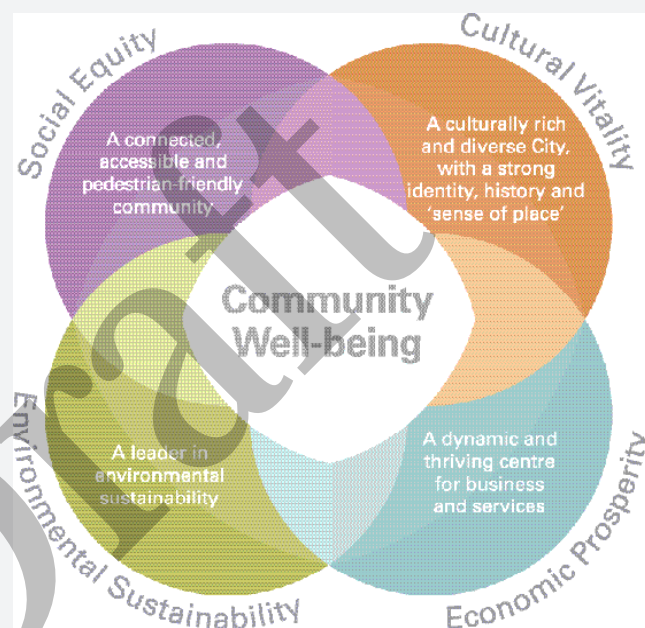 Social Equity
Cultural Vitality
A connected,
accessible and
pedestrian-friendly
community
A culturally rich
and diverse City,
with a strong
identity, history and
‘sense of place’
Community
Well-being
A leader in
environmental
sustainability
A dynamic and
thriving centre
for business
and services
Environmental Sustainability
Economic Prosperity
Draft